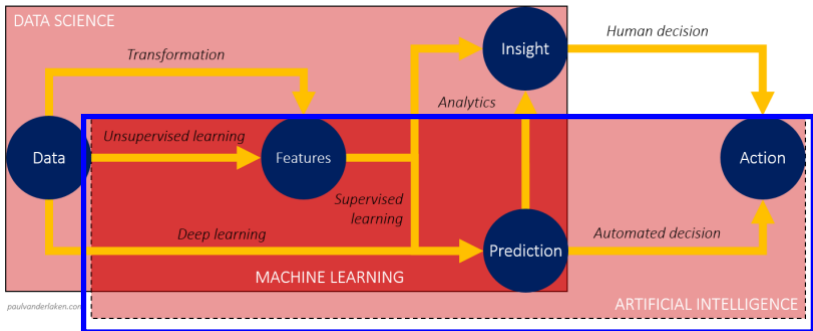 DATA SCIENCE
Transformation
Insight
Human decision
Analytics
Unsupervised learning
Data
Features
Action
Supervised
learning
Deep learning
Prediction
Automated decision
MACHINE LEARNING
ARTIFICIAL INTELLIGENCE
paulvanderlaken.com